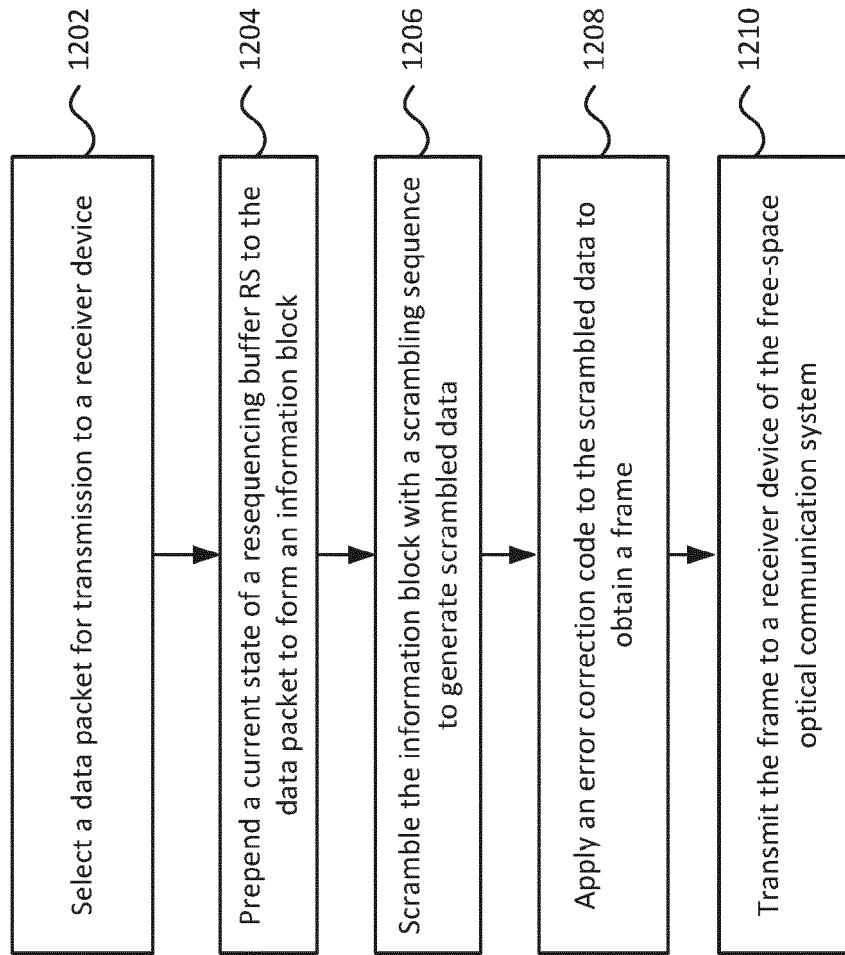 Select a data packet for transmission to a receiver device
1202
Prepend a current state of a resequencing buffer RS to the
data packet to form an information block
1204
Scramble the information block with a scrambling sequence
to generate scrambled data
1206
Apply an error correction code to the scrambled data to
obtain a frame
1208
Transmit the frame to a receiver device of the free-space
optical communication system
1210